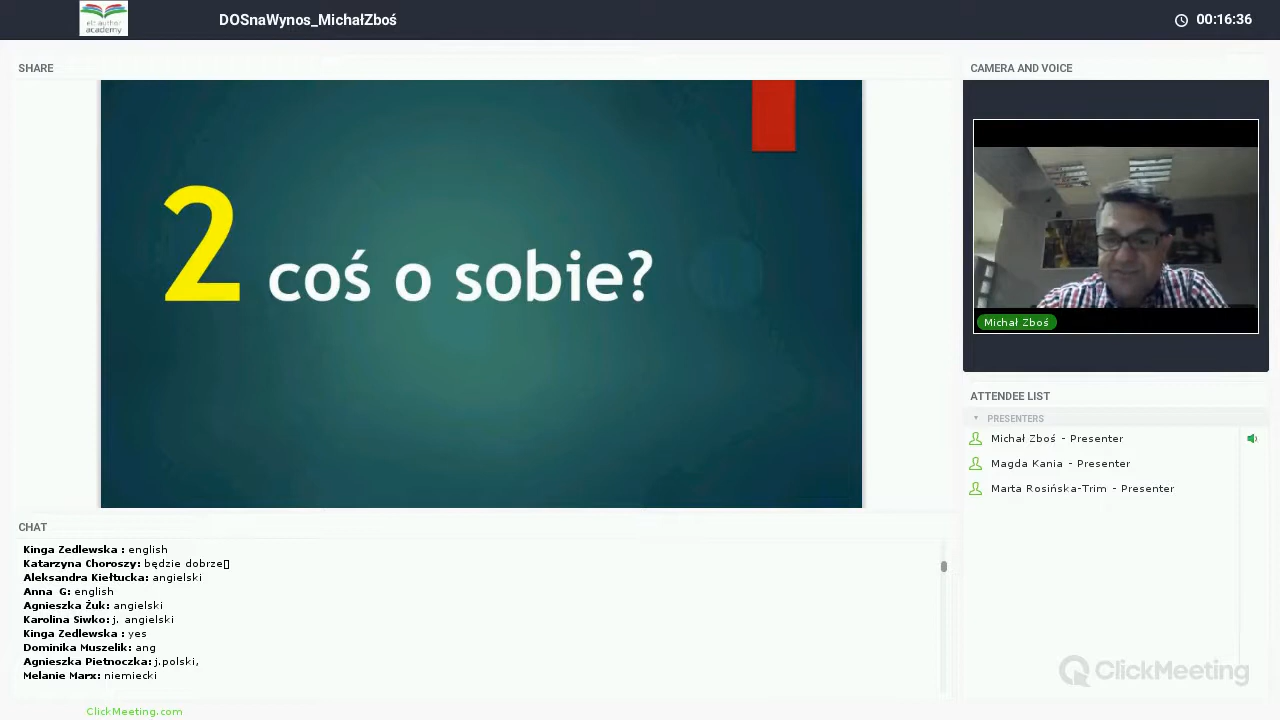 elt author
academy
DOSnaWynos_MichałZboś
00:16:36
SHARE
2 coś o sobie?
CAMERA AND VOICE
Michał Zboś
ATTENDEE LIST
PRESENTERS
Michał Zboś - Presenter
Magda Kania - Presenter
Marta Rosińska-Trim - Presenter
CHAT
Kinga Zedlewska : english
Katarzyna Choroszy: będzie dobrze
Aleksandra Kiełtucka: angielski
Anna G: english
Agnieszka Żuk: angielski
Karolina Siwko: j. angielski
Kinga Zedlewska : yes
Dominika Muszelik: ang
Agnieszka Pietnoczka: j.polski,
Melanie Marx: niemiecki
ClickMeeting
ClickMeeting.com